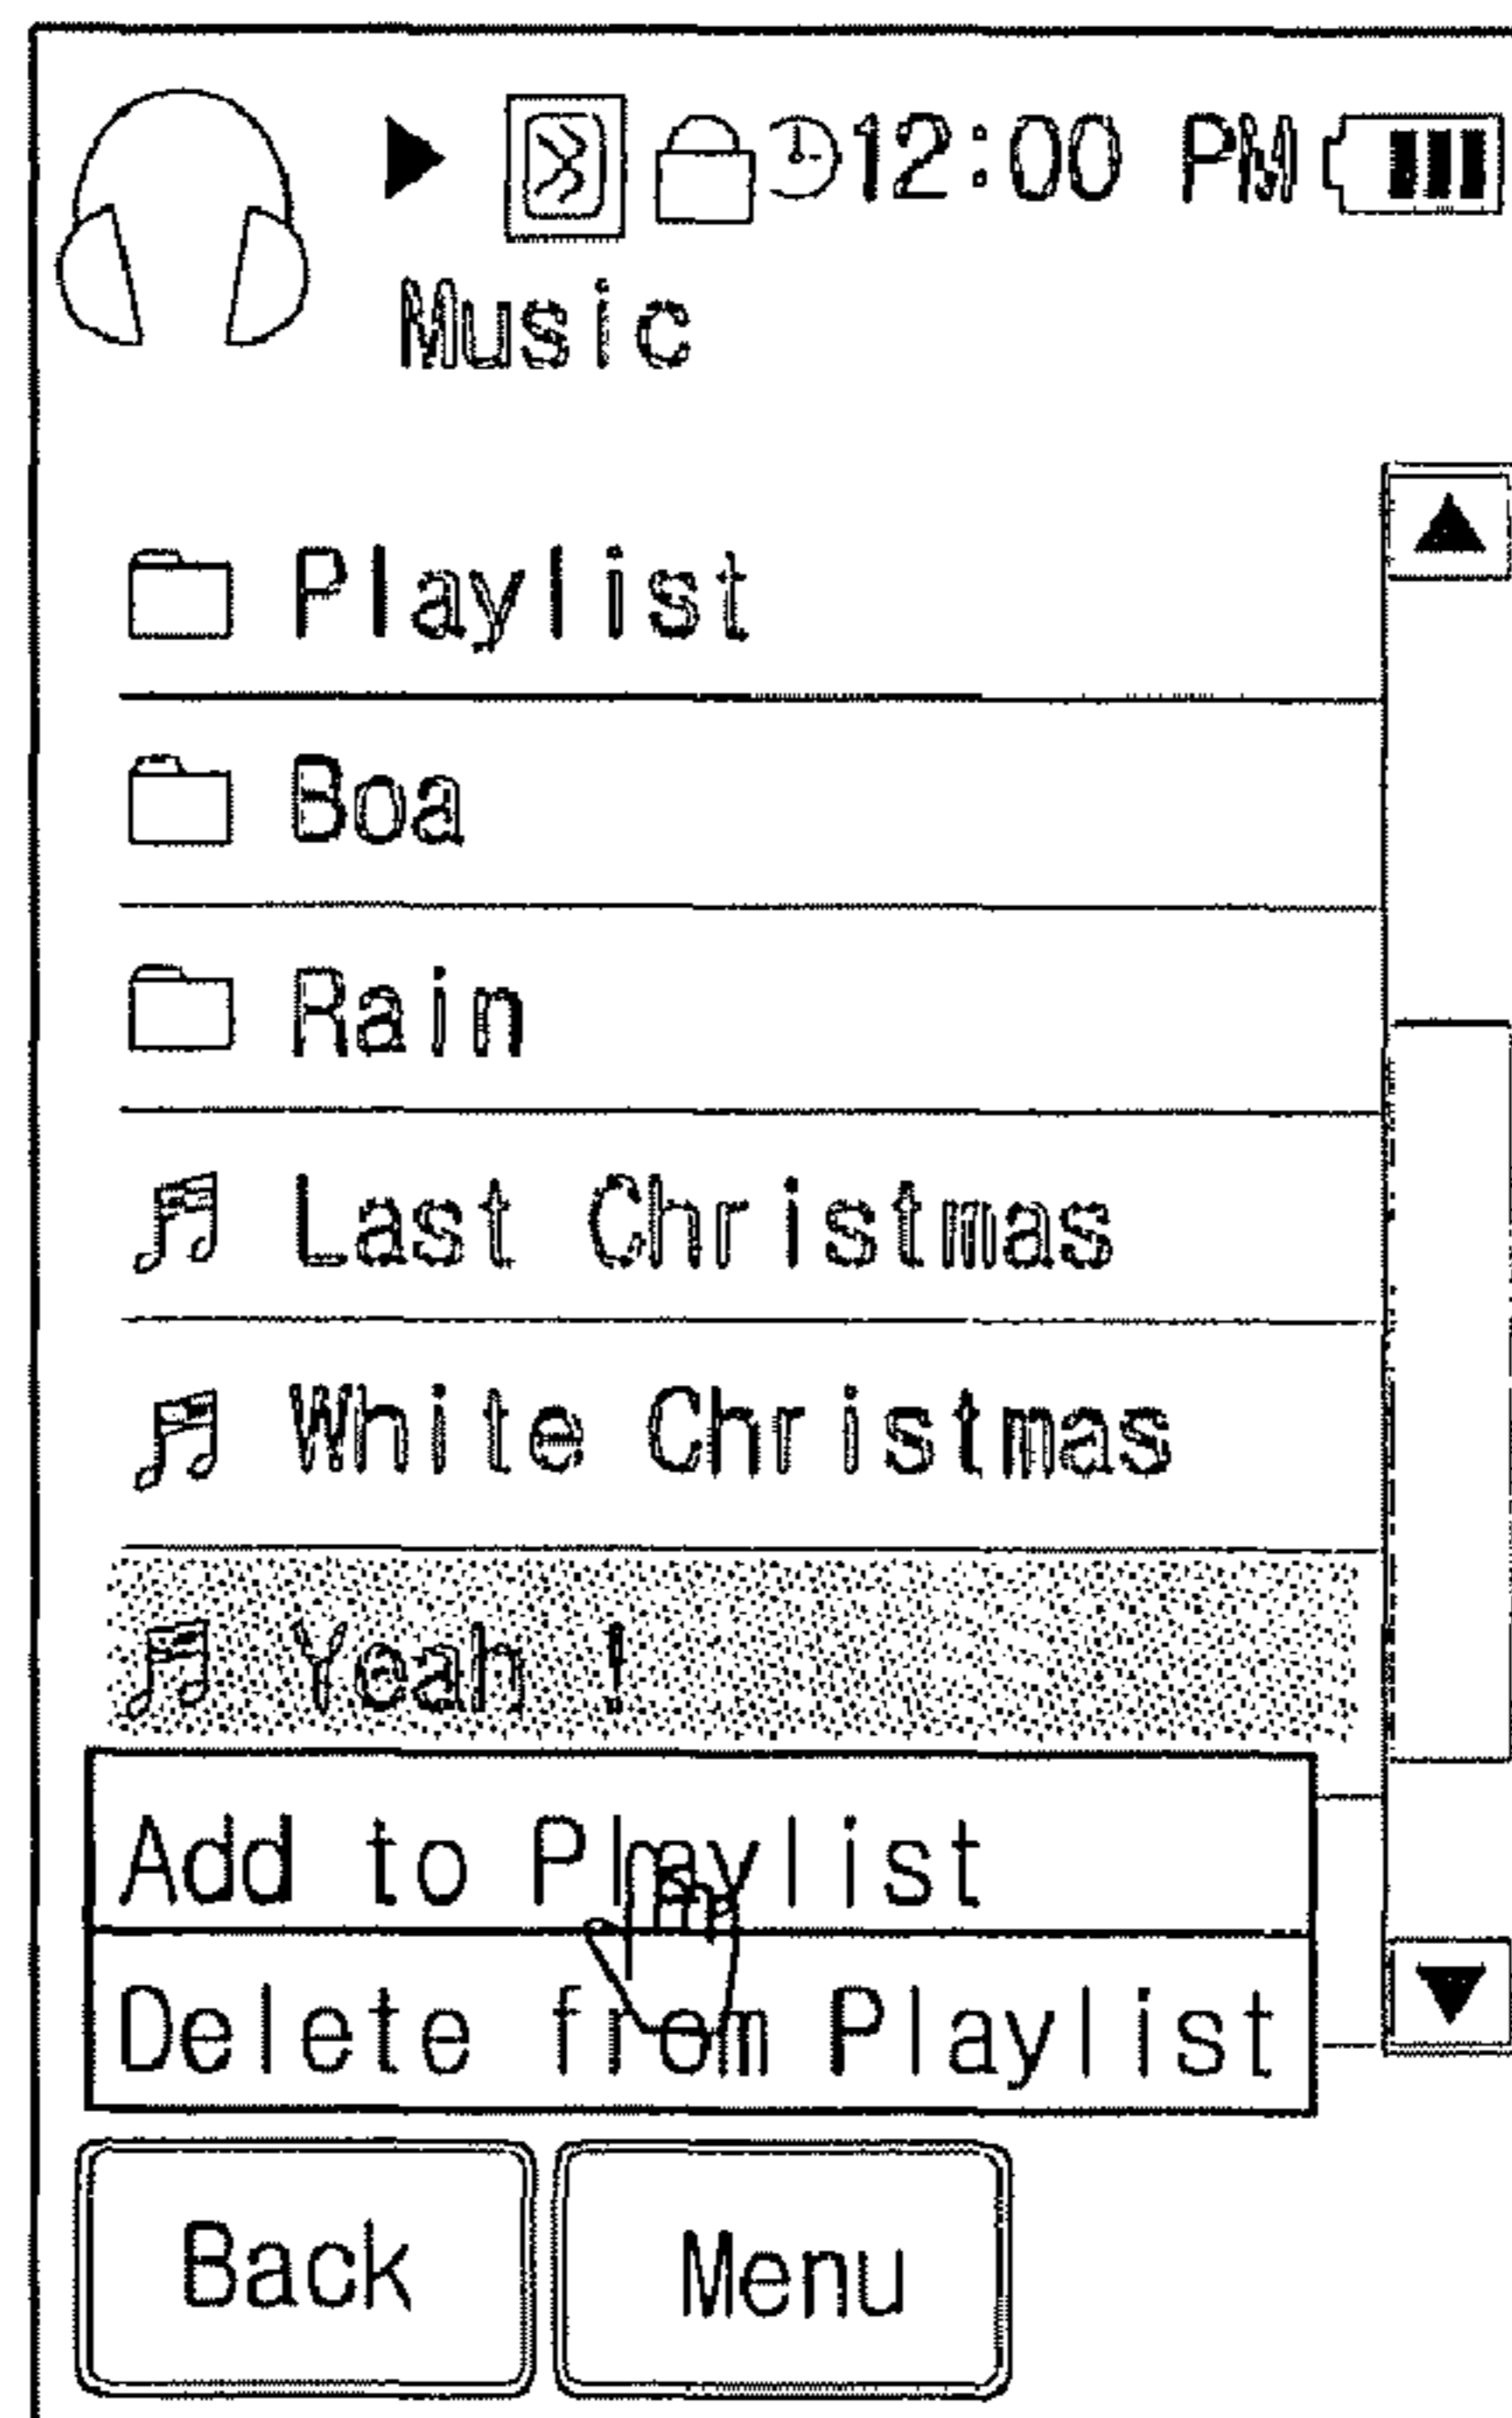 12:00 PM
Music
Playlist
Boa
Rain
Last Christmas
White Christmas
Yeah !
Add to Playlist
Delete from Playlist
Back Menu